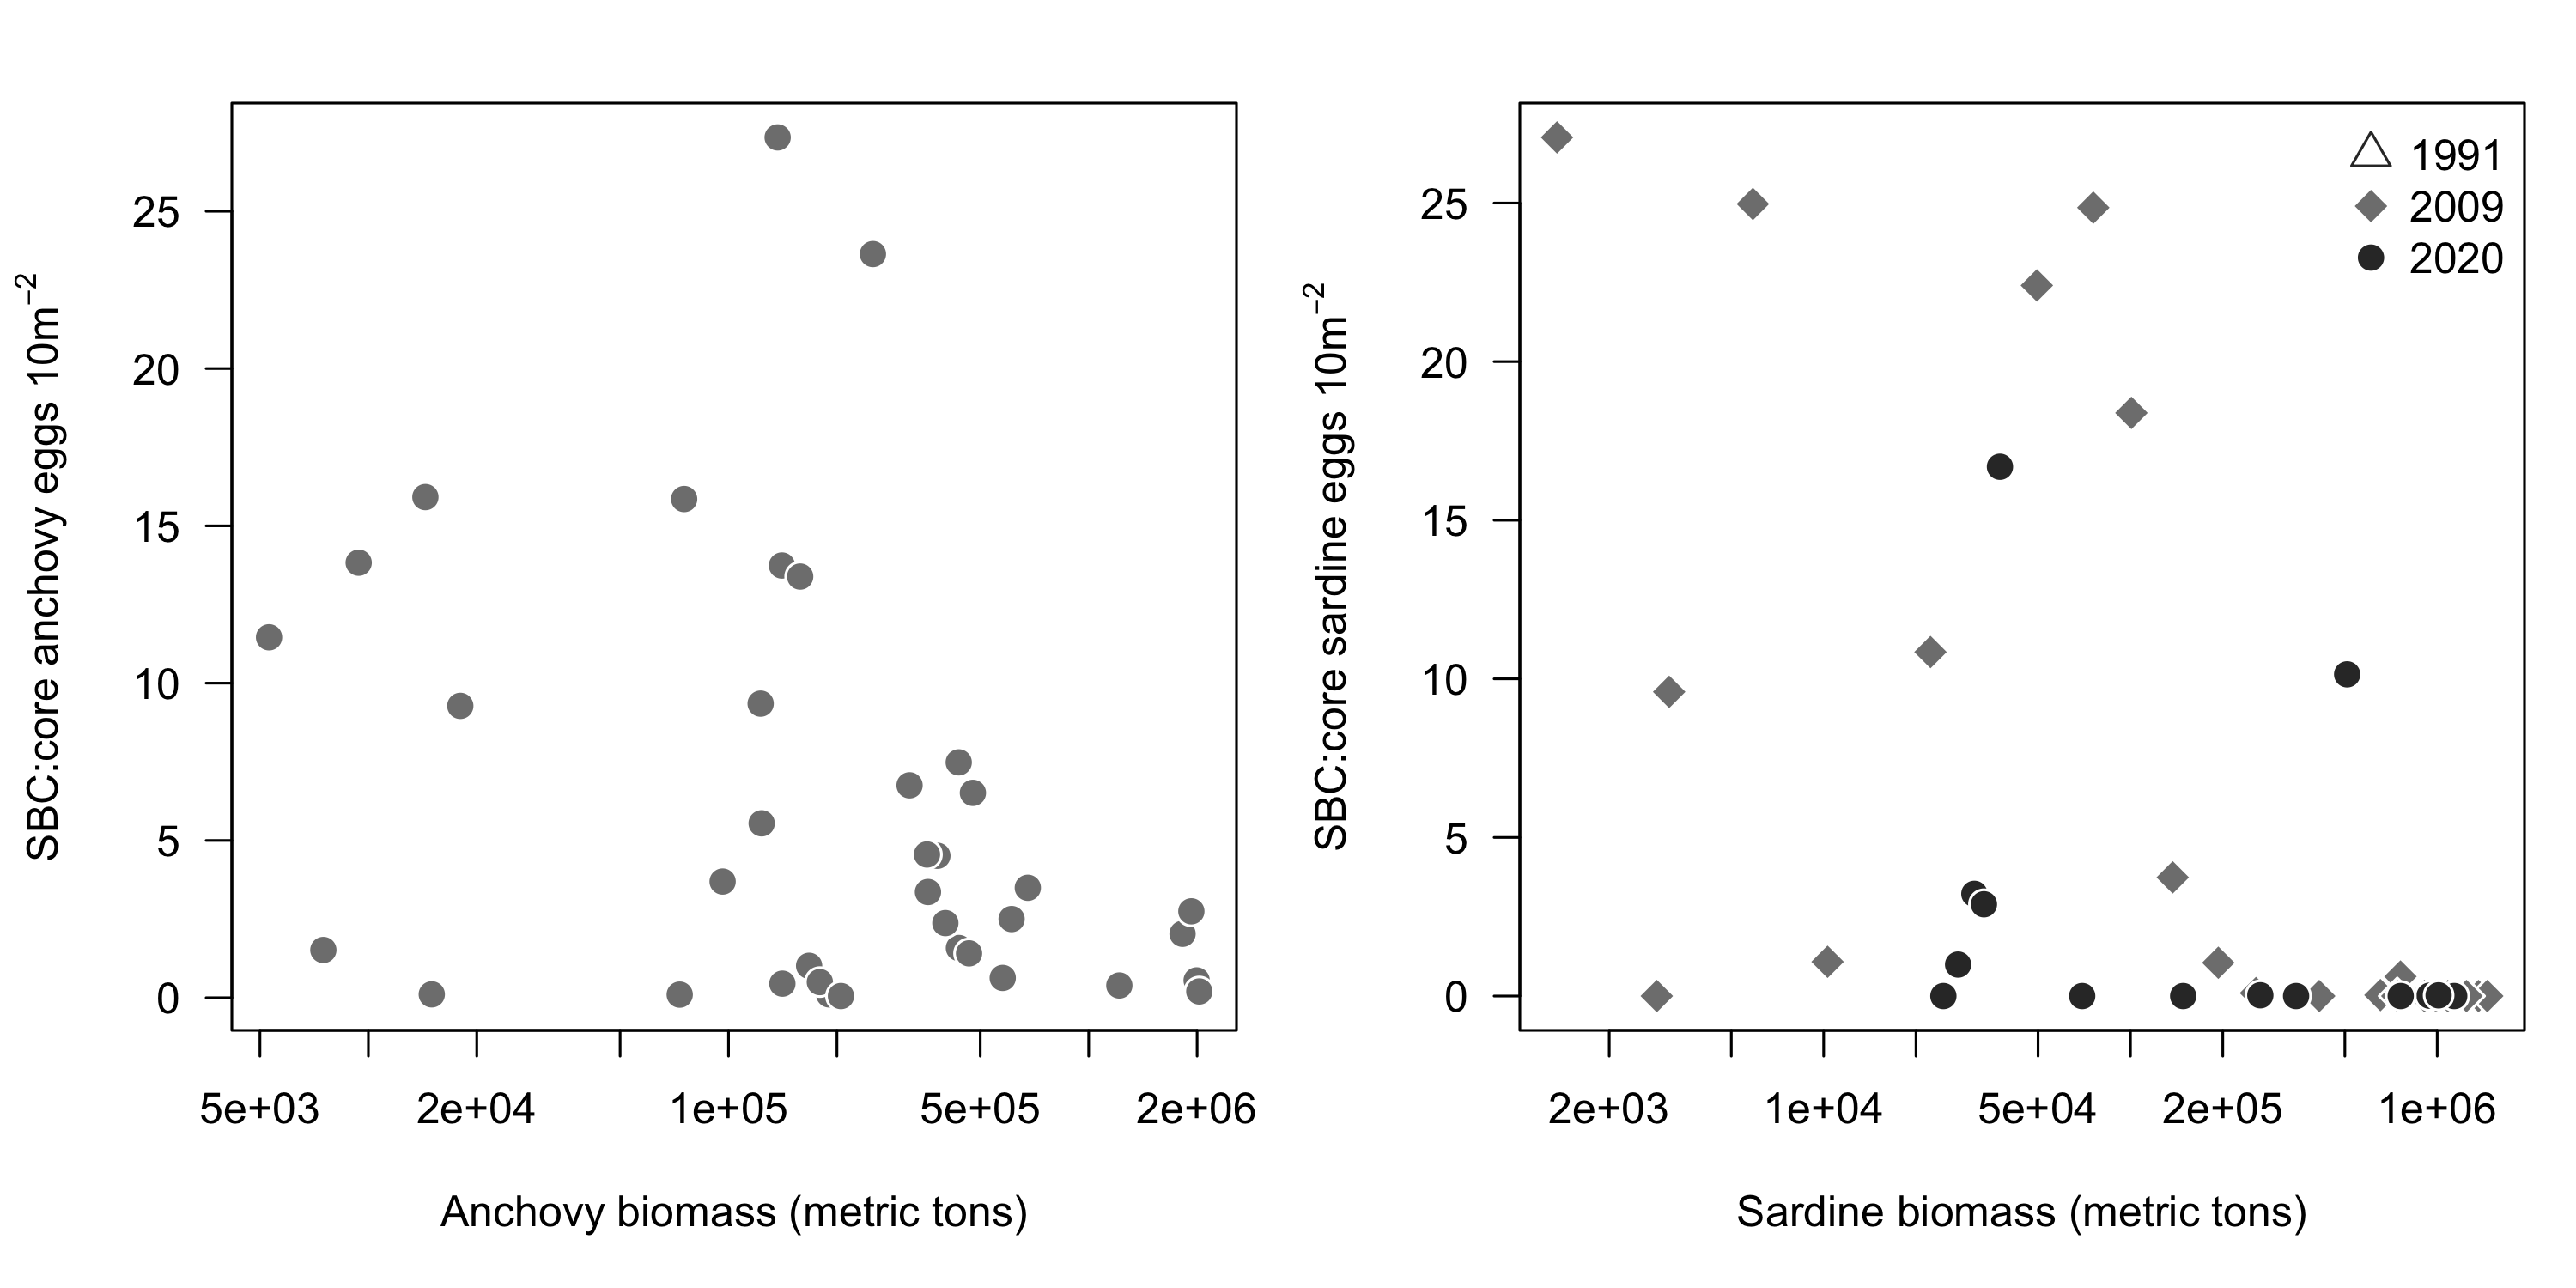 SBC:core anchovy eggs 10m⁻²
25
20
15
10
5
0
5e+03 2e+04 1e+05 5e+05 2e+06
Anchovy biomass (metric tons)
SBC:core sardine eggs 10m⁻²
25
20
15
10
5
0
1991
2009
2020
2e+03 1e+04 5e+04 2e+05 1e+06
Sardine biomass (metric tons)